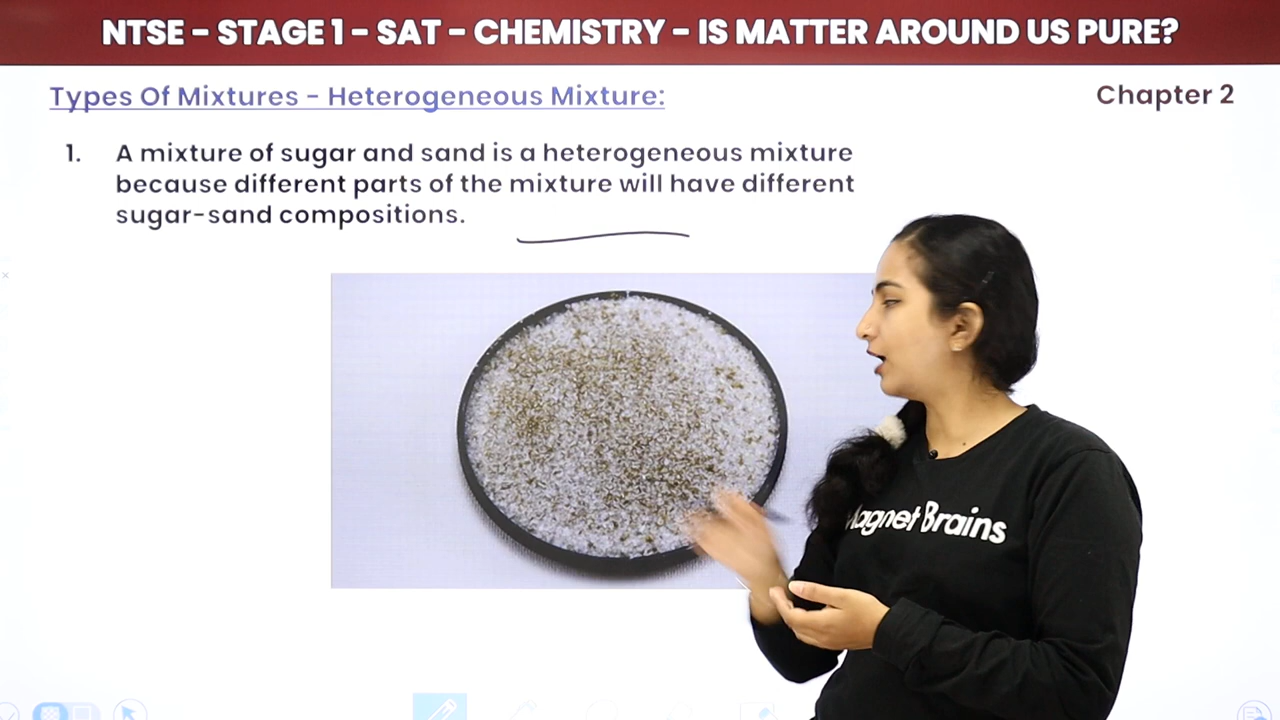 NTSE - STAGE 1 - SAT - CHEMISTRY - IS MATTER AROUND US PURE?
Types Of Mixtures - Heterogeneous Mixture:
Chapter 2
1. A mixture of sugar and sand is a heterogeneous mixture
because different parts of the mixture will have different
sugar-sand compositions.
Magnet Brains